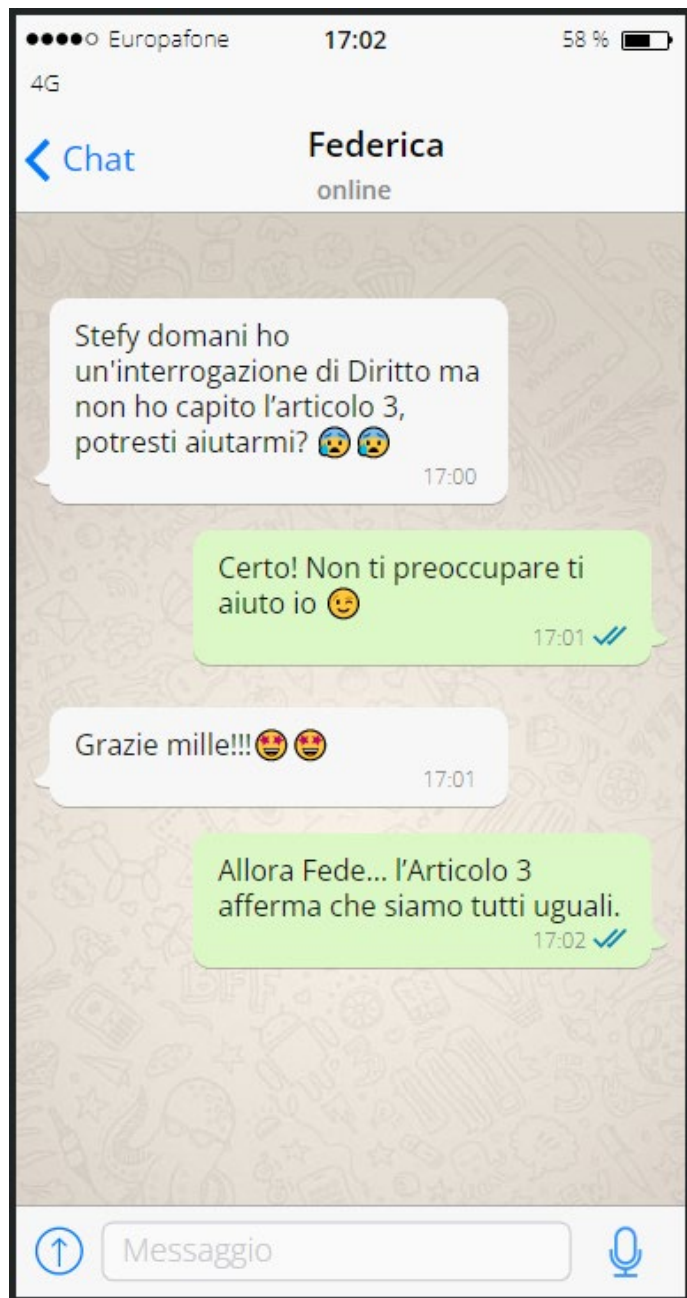 ●●●●○ Europafone 17:02 58 %
4G
Chat Federica
online
Stefy domani ho
un'interrogazione di Diritto ma
non ho capito l’articolo 3,
potresti aiutarmi? 😰😰
17:00
Certo! Non ti preoccupare ti
aiuto io 😉
17:01
Grazie mille!!!🤩🤩
17:01
Allora Fede... l’Articolo 3
afferma che siamo tutti uguali.
17:02
Messaggio